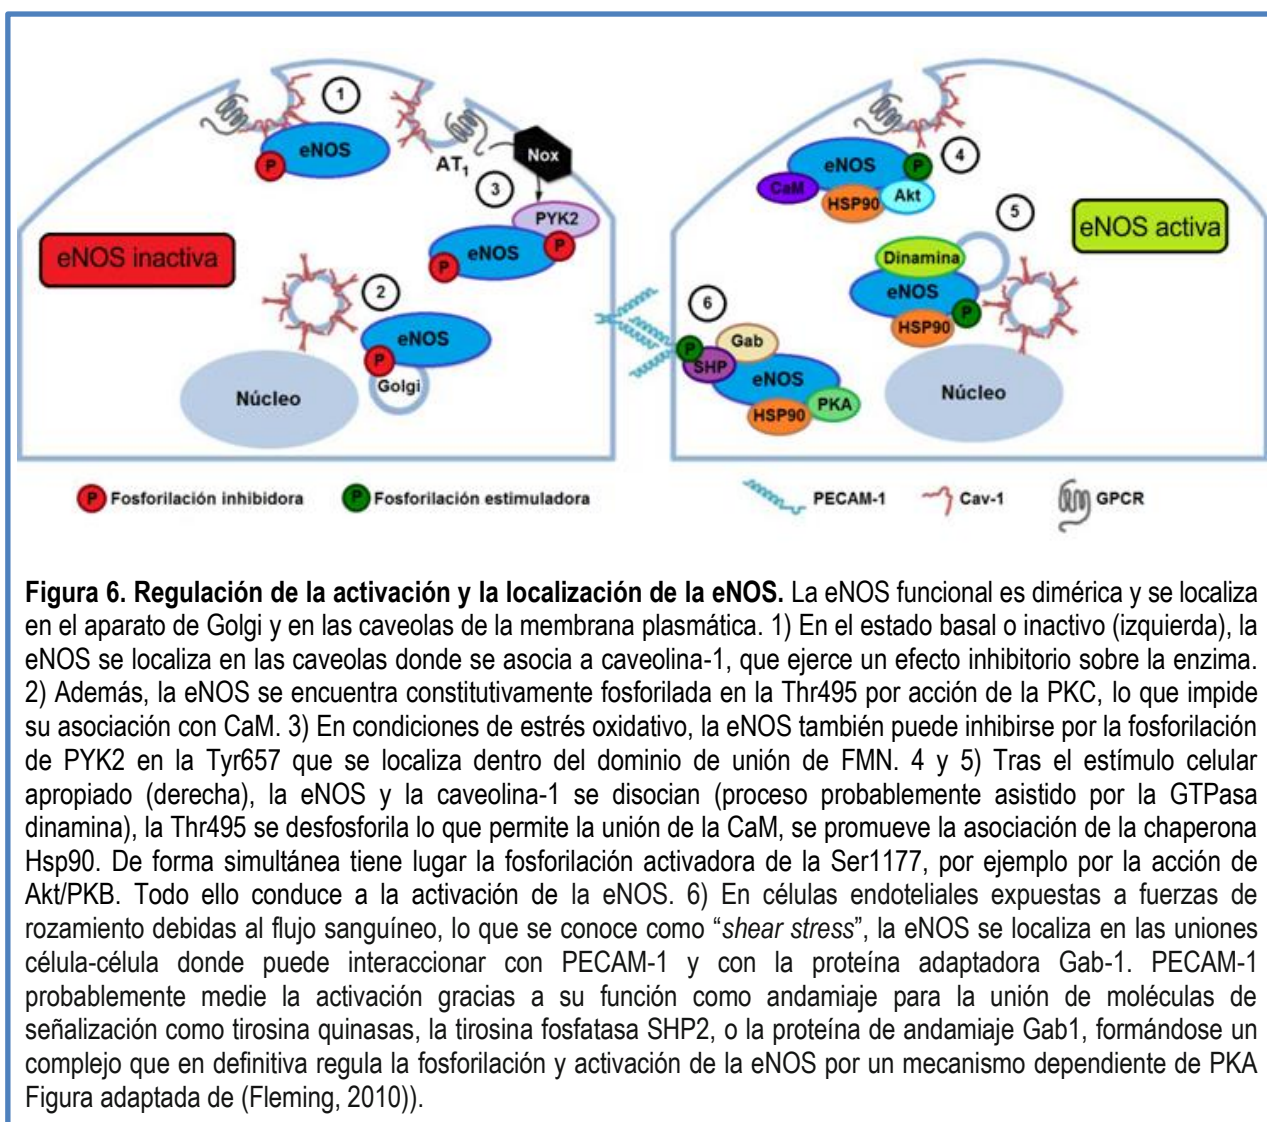 1
eNOS
P
AT1
3
Nox
PYK2
eNOS
P
P
eNOS inactiva
2
eNOS
P
Golgi
Núcleo
4
eNOS
P
CaM
HSP90
Akt
5
eNOS activa
Dinamina
eNOS
P
HSP90
6
P
SHP
Gab
eNOS
HSP90
PKA
Núcleo
P Fosforilación inhibidora
P Fosforilación estimuladora
PECAM-1
Cav-1
GPCR
Figura 6. Regulación de la activación y la localización de la eNOS. La eNOS funcional es dimérica y se localiza
en el aparato de Golgi y en las caveolas de la membrana plasmática. 1) En el estado basal o inactivo (izquierda), la
eNOS se localiza en las caveolas donde se asocia a caveolina-1, que ejerce un efecto inhibitorio sobre la enzima.
2) Además, la eNOS se encuentra constitutivamente fosforilada en la Thr495 por acción de la PKC, lo que impide
su asociación con CaM. 3) En condiciones de estrés oxidativo, la eNOS también puede inhibirse por la fosforilación
de PYK2 en la Tyr657 que se localiza dentro del dominio de unión de FMN. 4 y 5) Tras el estímulo celular
apropiado (derecha), la eNOS y la caveolina-1 se disocian (proceso probablemente asistido por la GTPasa
dinamina), la Thr495 se desfosforila lo que permite la unión de la CaM, se promueve la asociación de la chaperona
Hsp90. De forma simultánea tiene lugar la fosforilación activadora de la Ser1177, por ejemplo por la acción de
Akt/PKB. Todo ello conduce a la activación de la eNOS. 6) En células endoteliales expuestas a fuerzas de
rozamiento debidas al flujo sanguíneo, lo que se conoce como “shear stress”, la eNOS se localiza en las uniones
célula-célula donde puede interaccionar con PECAM-1 y con la proteína adaptadora Gab-1. PECAM-1
probablemente medie la activación gracias a su función como andamiaje para la unión de moléculas de
señalización como tirosina quinasas, la tirosina fosfatasa SHP2, o la proteína de andamiaje Gab1, formándose un
complejo que en definitiva regula la fosforilación y activación de la eNOS por un mecanismo dependiente de PKA
Figura adaptada de (Fleming, 2010)).